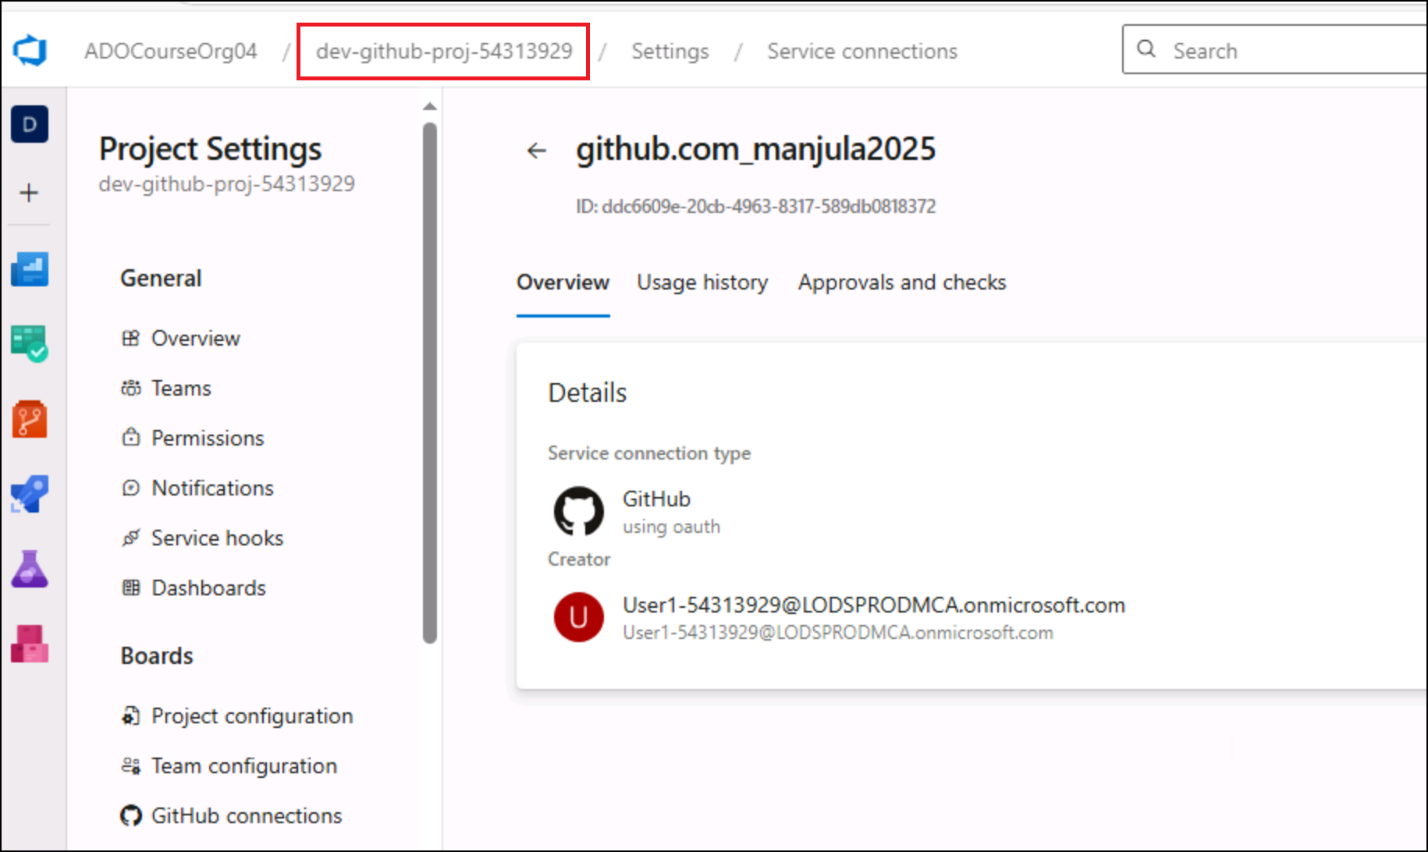 ADOCourseOrg04 / dev-github-proj-54313929 / Settings / Service connections
Search
D
Project Settings
dev-github-proj-54313929
General
Overview
Teams
Permissions
Notifications
Service hooks
Dashboards
Boards
Project configuration
Team configuration
GitHub connections
github.com_manjula2025
ID: ddc6609e-20cb-4963-8317-589db0818372
Overview Usage history Approvals and checks
Details
Service connection type
GitHub
using oauth
Creator
U
User1-54313929@LODSPRODMCA.onmicrosoft.com
User1-54313929@LODSPRODMCA.onmicrosoft.com